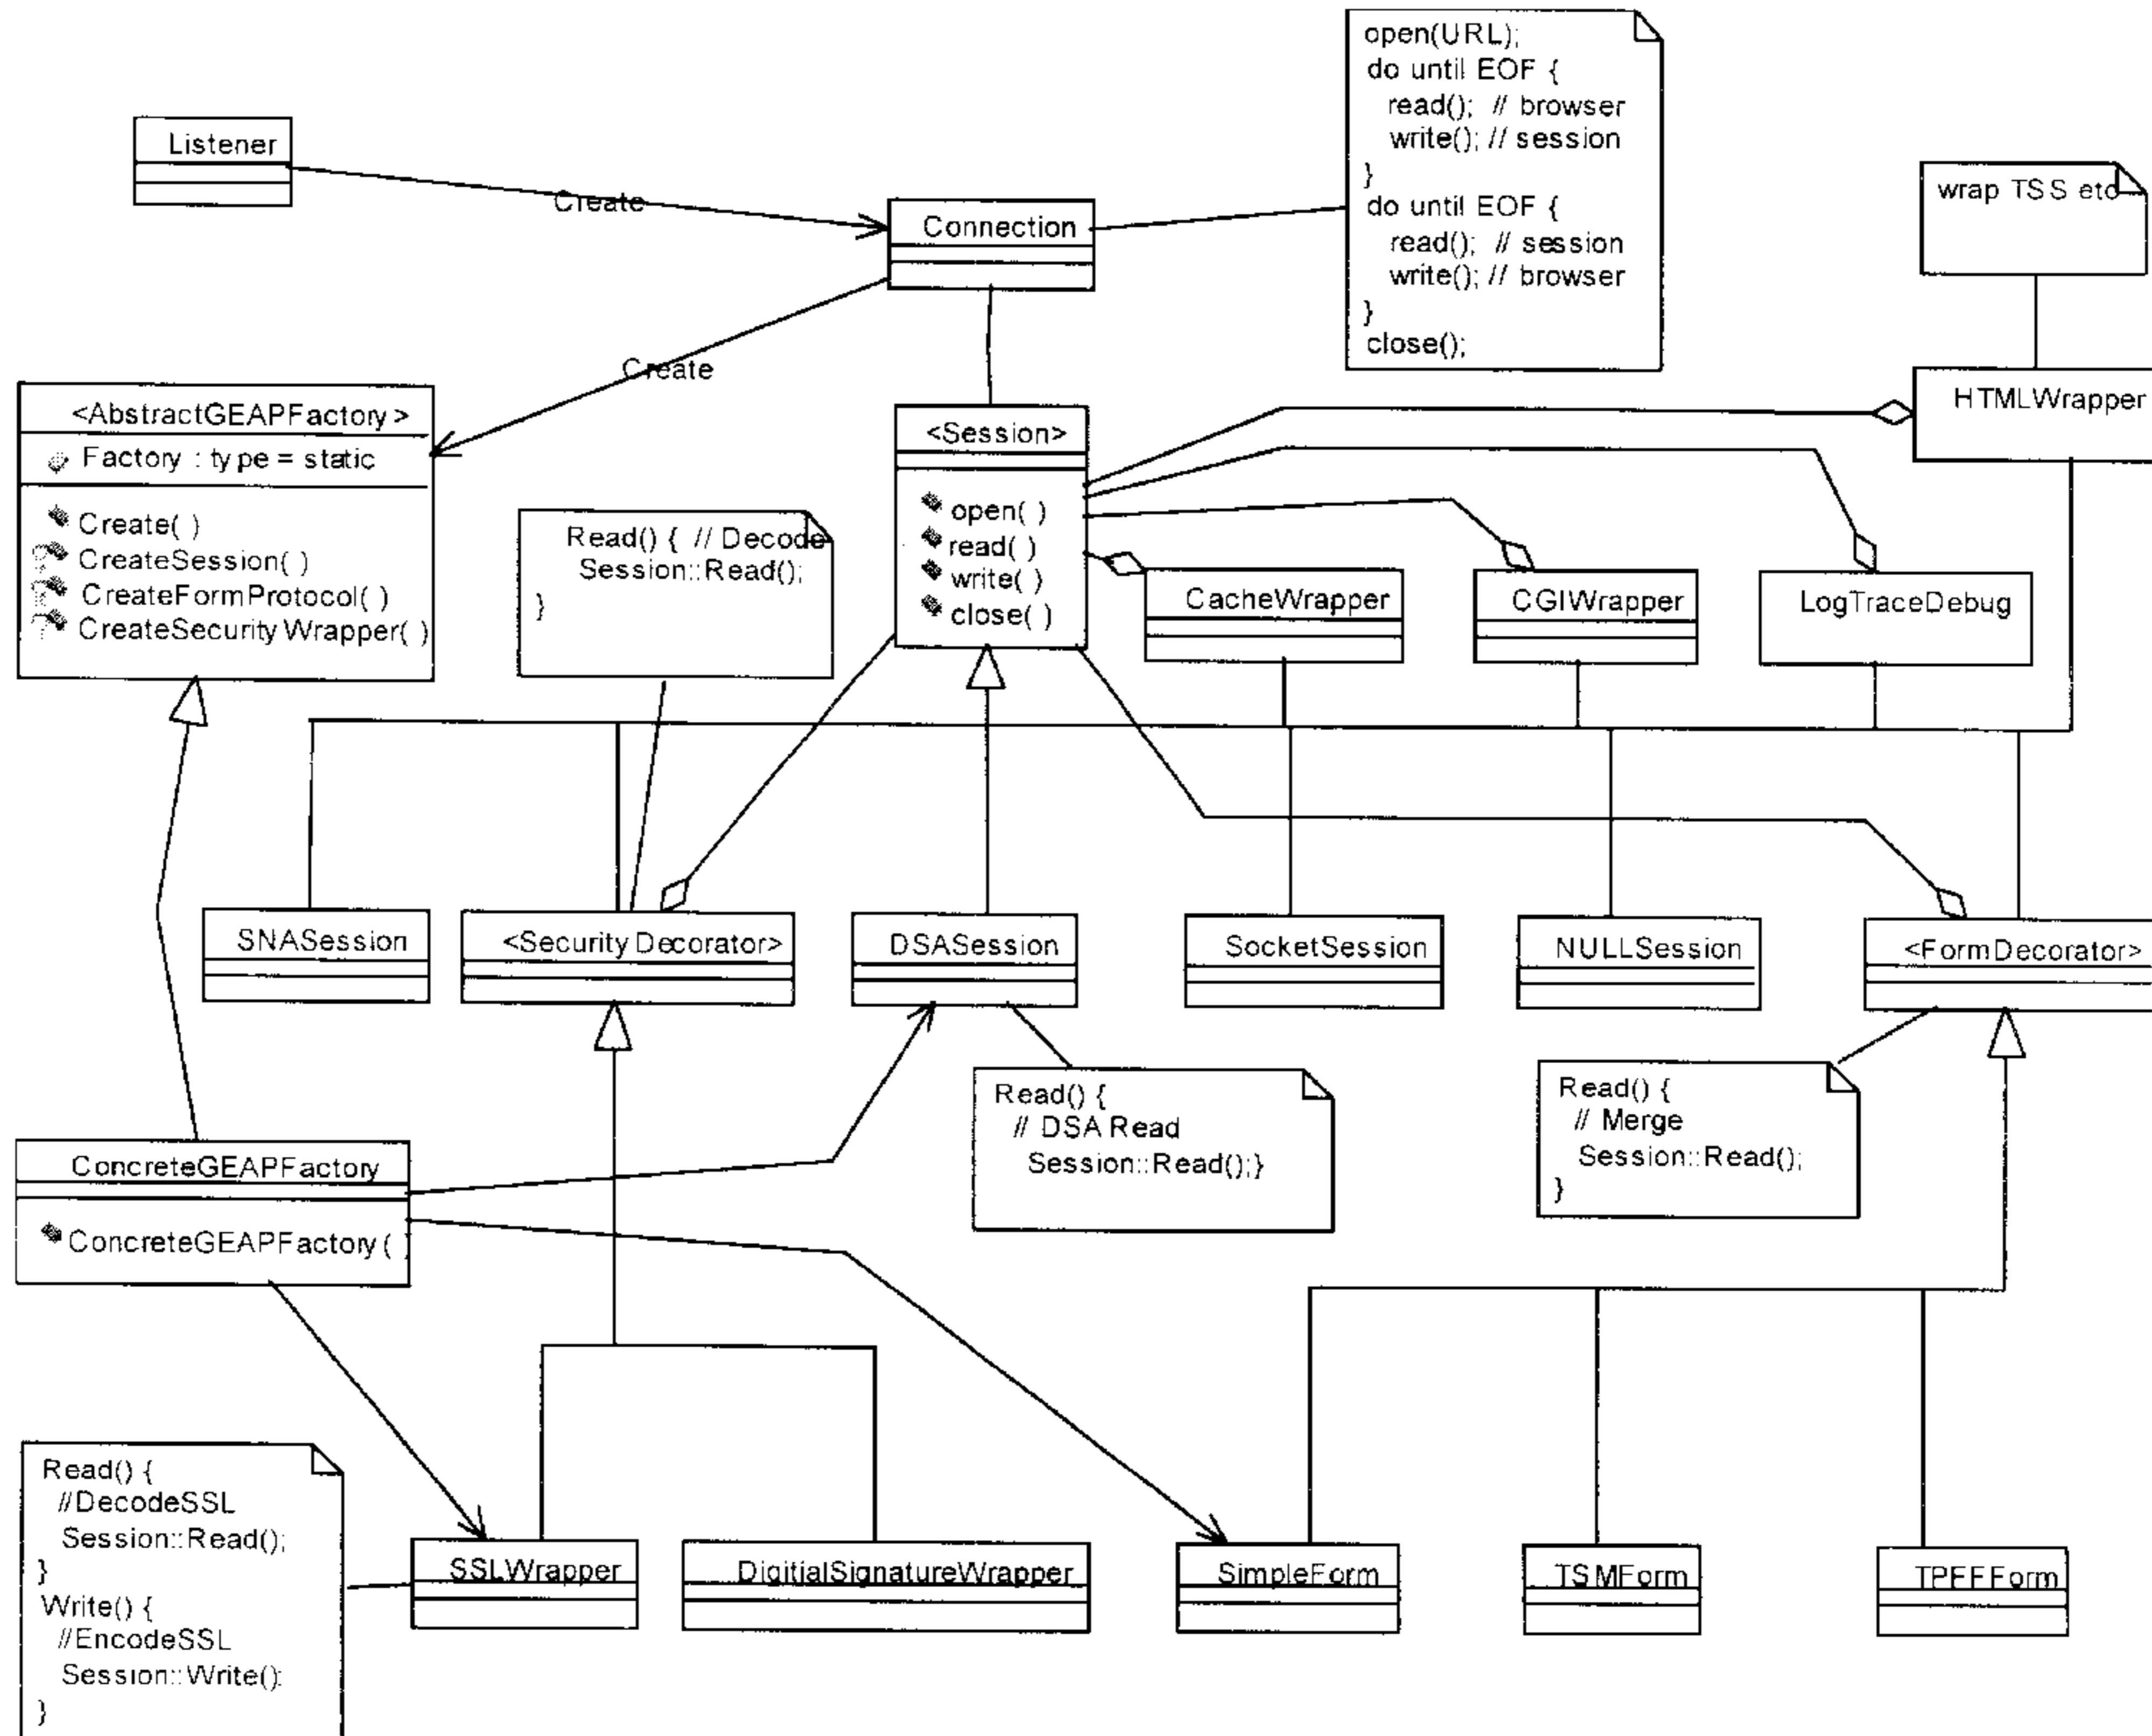 open(URL);
do until EOF {
read(); // browser
write(); // session
}
do until EOF {
read(); // session
write(); // browser
}
close();
Listener
Create
Connection
wrap TSS etc
Create
HTMLWrapper
<AbstractGEAPFactory>
Factory : type = static
Create( )
CreateSession( )
CreateFormProtocol( )
CreateSecurityWrapper( )
<Session>
open( )
read( )
write( )
close( )
Read() { // Decode
Session::Read();
}
CacheWrapper
CGIWrapper
LogTraceDebug
SNASession
<SecurityDecorator>
DSASession
SocketSession
NULLSession
<FormDecorator>
Read() {
// DSA Read
Session::Read();}
Read() {
// Merge
Session::Read();
}
ConcreteGEAPFactory
ConcreteGEAPFactory(
Read() {
//DecodeSSL
Session::Read();
}
Write() {
//EncodeSSL
Session::Write();
}
SSLWrapper
DigitialSignatureWrapper
SimpleForm
TSMForm
TPFFForm